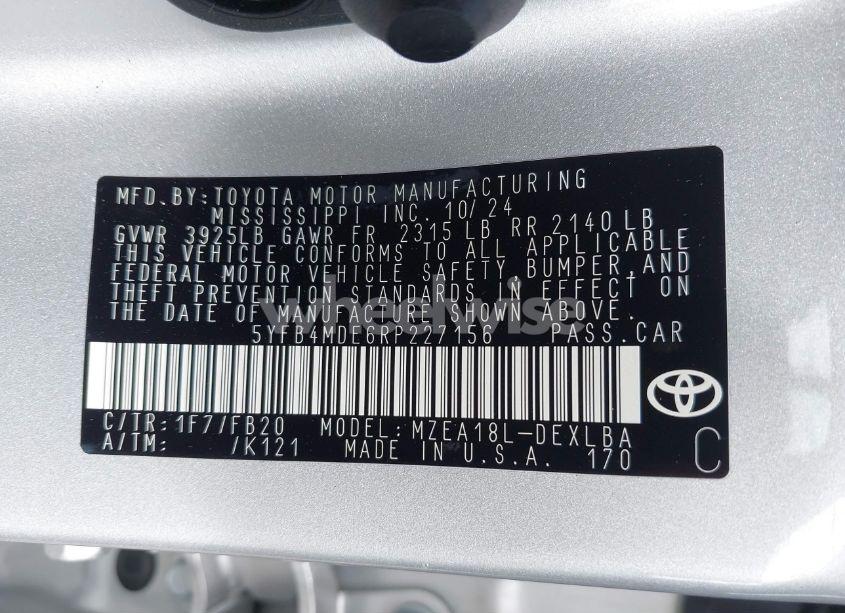 MFD. BY: TOYOTA MOTOR MANUFACTURING
MISSISSIPPI INC. 10/ 24
GVWR 3925LB GAWR FR 2315 LB RR 2140 LB
THIS VEHICLE CONFORMS TO ALL APPLICABLE
FEDERAL MOTOR VEHICLE SAFETY, BUMPER, AND
THEFT PREVENTION STANDARDS IN EFFECT ON
THE DATE OF MANUFACTURE SHOWN ABOVE.
wheelwise
5YFB4MDE6RP227156 PASS. CAR
C/TR: 1F7/FB20 MODEL: MZEA18L-DEXLBA
A/TM: /K121 MADE IN U.S.A. 170 C